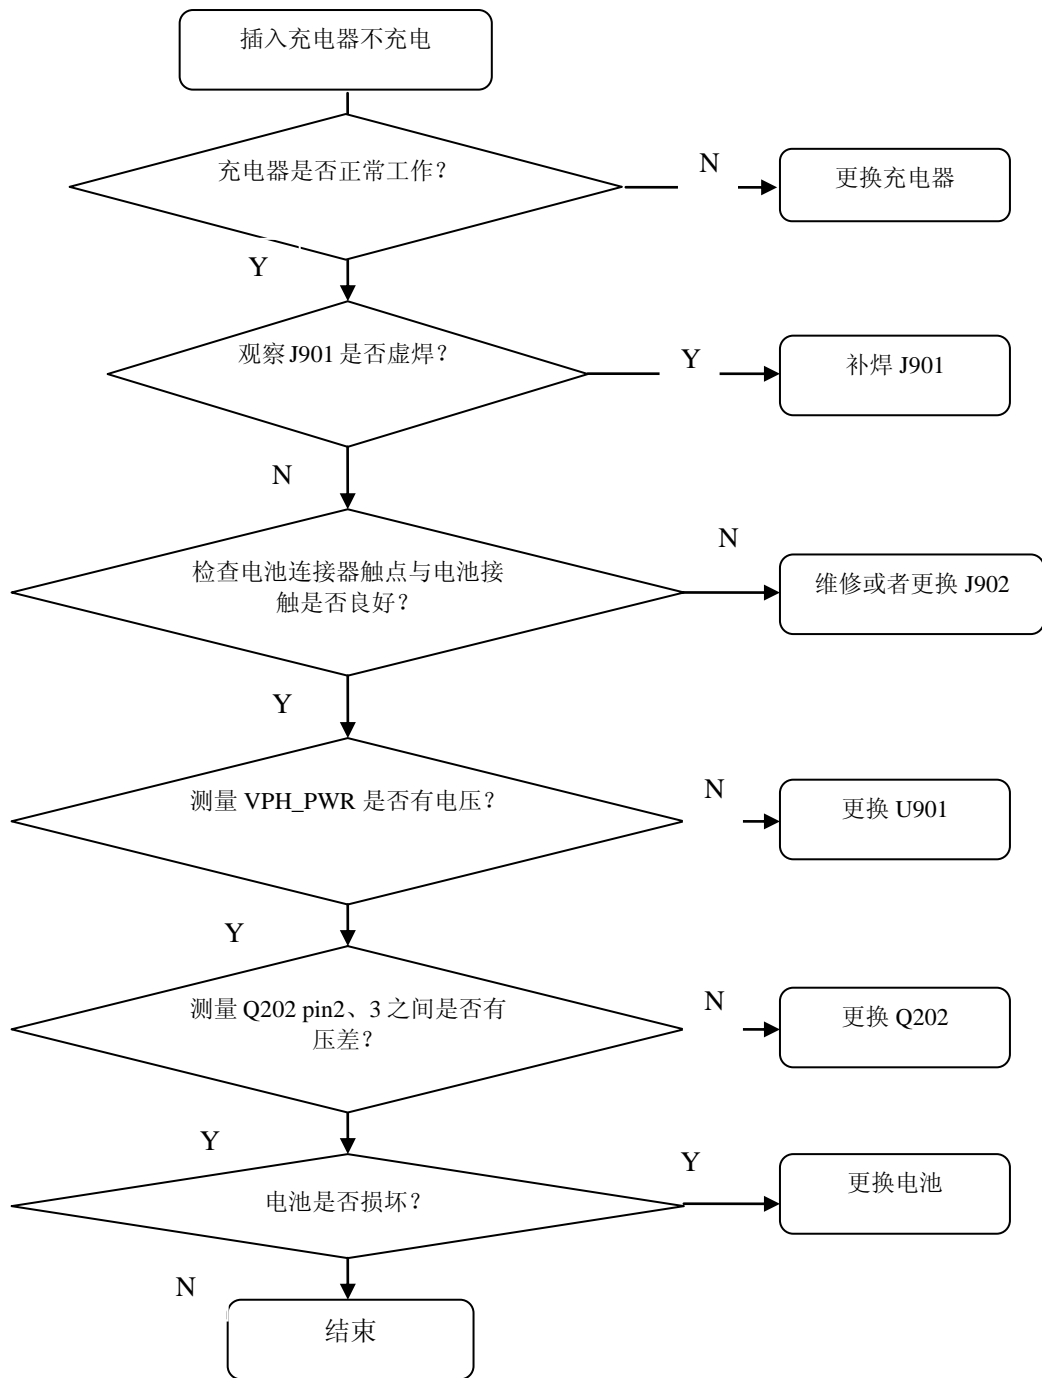 插入充电器不充电
充电器是否正常工作？
N
更换充电器
Y
观察 J901 是否虚焊？
Y
补焊 J901
N
检查电池连接器触点与电池接
触是否良好？
N
维修或者更换 J902
Y
测量 VPH_PWR 是否有电压？
N
更换 U901
Y
测量 Q202 pin2、3 之间是否有
压差？
N
更换 Q202
Y
电池是否损坏？
Y
更换电池
N
结束